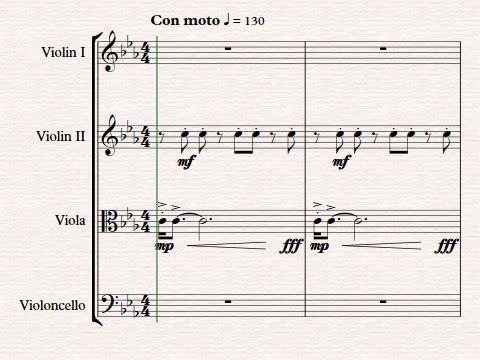 Con moto ♩ = 130
Violin I
Violin II
mf mf
Viola
mp fff mp fff
Violoncello